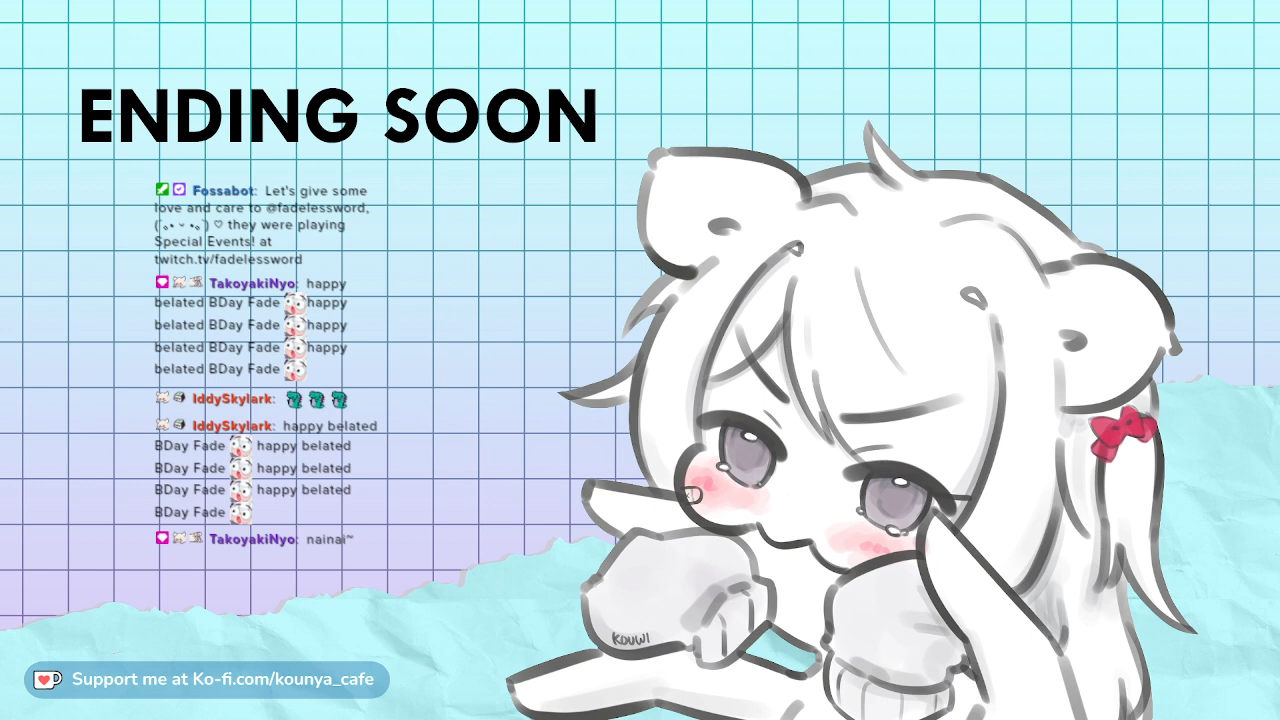 ENDING SOON
Fossabot: Let's give some
love and care to @fadelessword,
(´｡• ᵕ •｡`) ♡ they were playing
Special Events! at
twitch.tv/fadelessword
TakoyakiNyo: happy
belated BDay Fade happy
belated BDay Fade happy
belated BDay Fade happy
belated BDay Fade
IddySkylark:
IddySkylark: happy belated
BDay Fade happy belated
BDay Fade happy belated
BDay Fade happy belated
BDay Fade
TakoyakiNyo: nainai~
KOUWI
Support me at Ko-fi.com/kounya_cafe